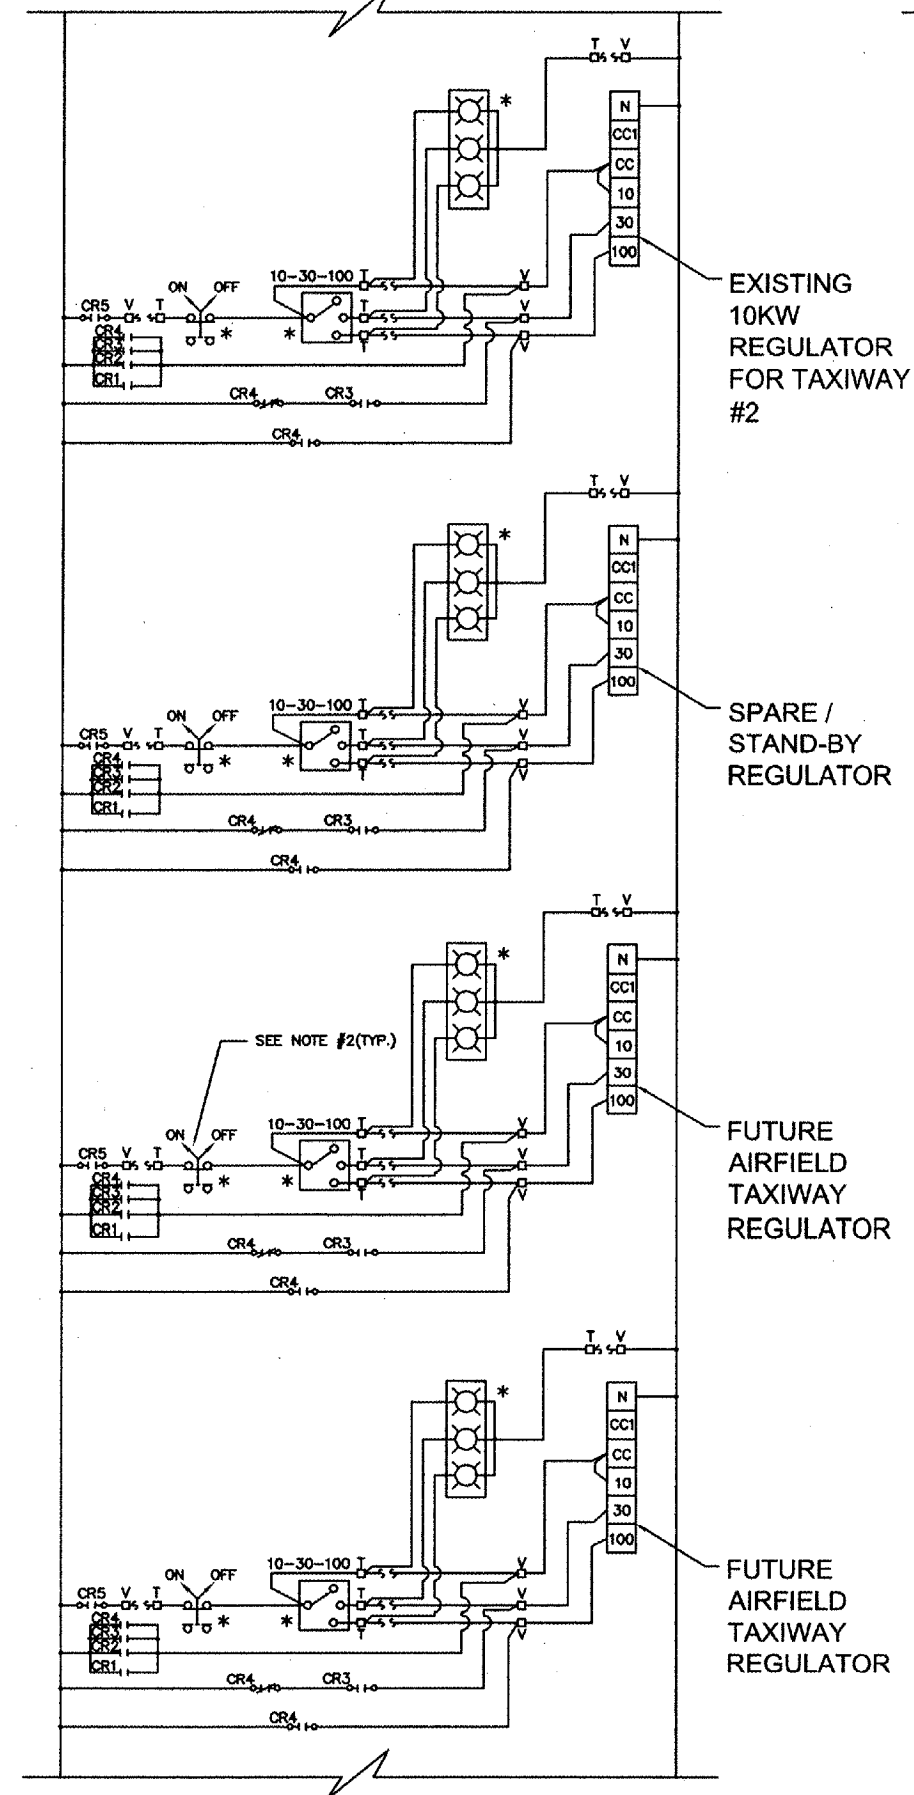 T V
*
N
CC1
CC
10
30
100
EXISTING
10KW
REGULATOR
FOR TAXIWAY
#2
10-30-100 T V
ON OFF
CR5 V T * * T V
CR4
CR3
CR2
CR1
T V
CR4 CR3
CR4
T V
*
N
CC1
CC
10
30
100
SPARE /
STAND-BY
REGULATOR
10-30-100 T V
ON OFF
CR5 V T * * T V
CR4
CR3
CR2
CR1
T V
CR4 CR3
CR4
T V
*
N
CC1
CC
10
30
100
SEE NOTE #2(TYP.)
FUTURE
AIRFIELD
TAXIWAY
REGULATOR
10-30-100 T V
ON OFF
CR5 V T * * T V
CR4
CR3
CR2
CR1
T V
CR4 CR3
CR4
T V
*
N
CC1
CC
10
30
100
FUTURE
AIRFIELD
TAXIWAY
REGULATOR
10-30-100 T V
ON OFF
CR5 V T * * T V
CR4
CR3
CR2
CR1
T V
CR4 CR3
CR4